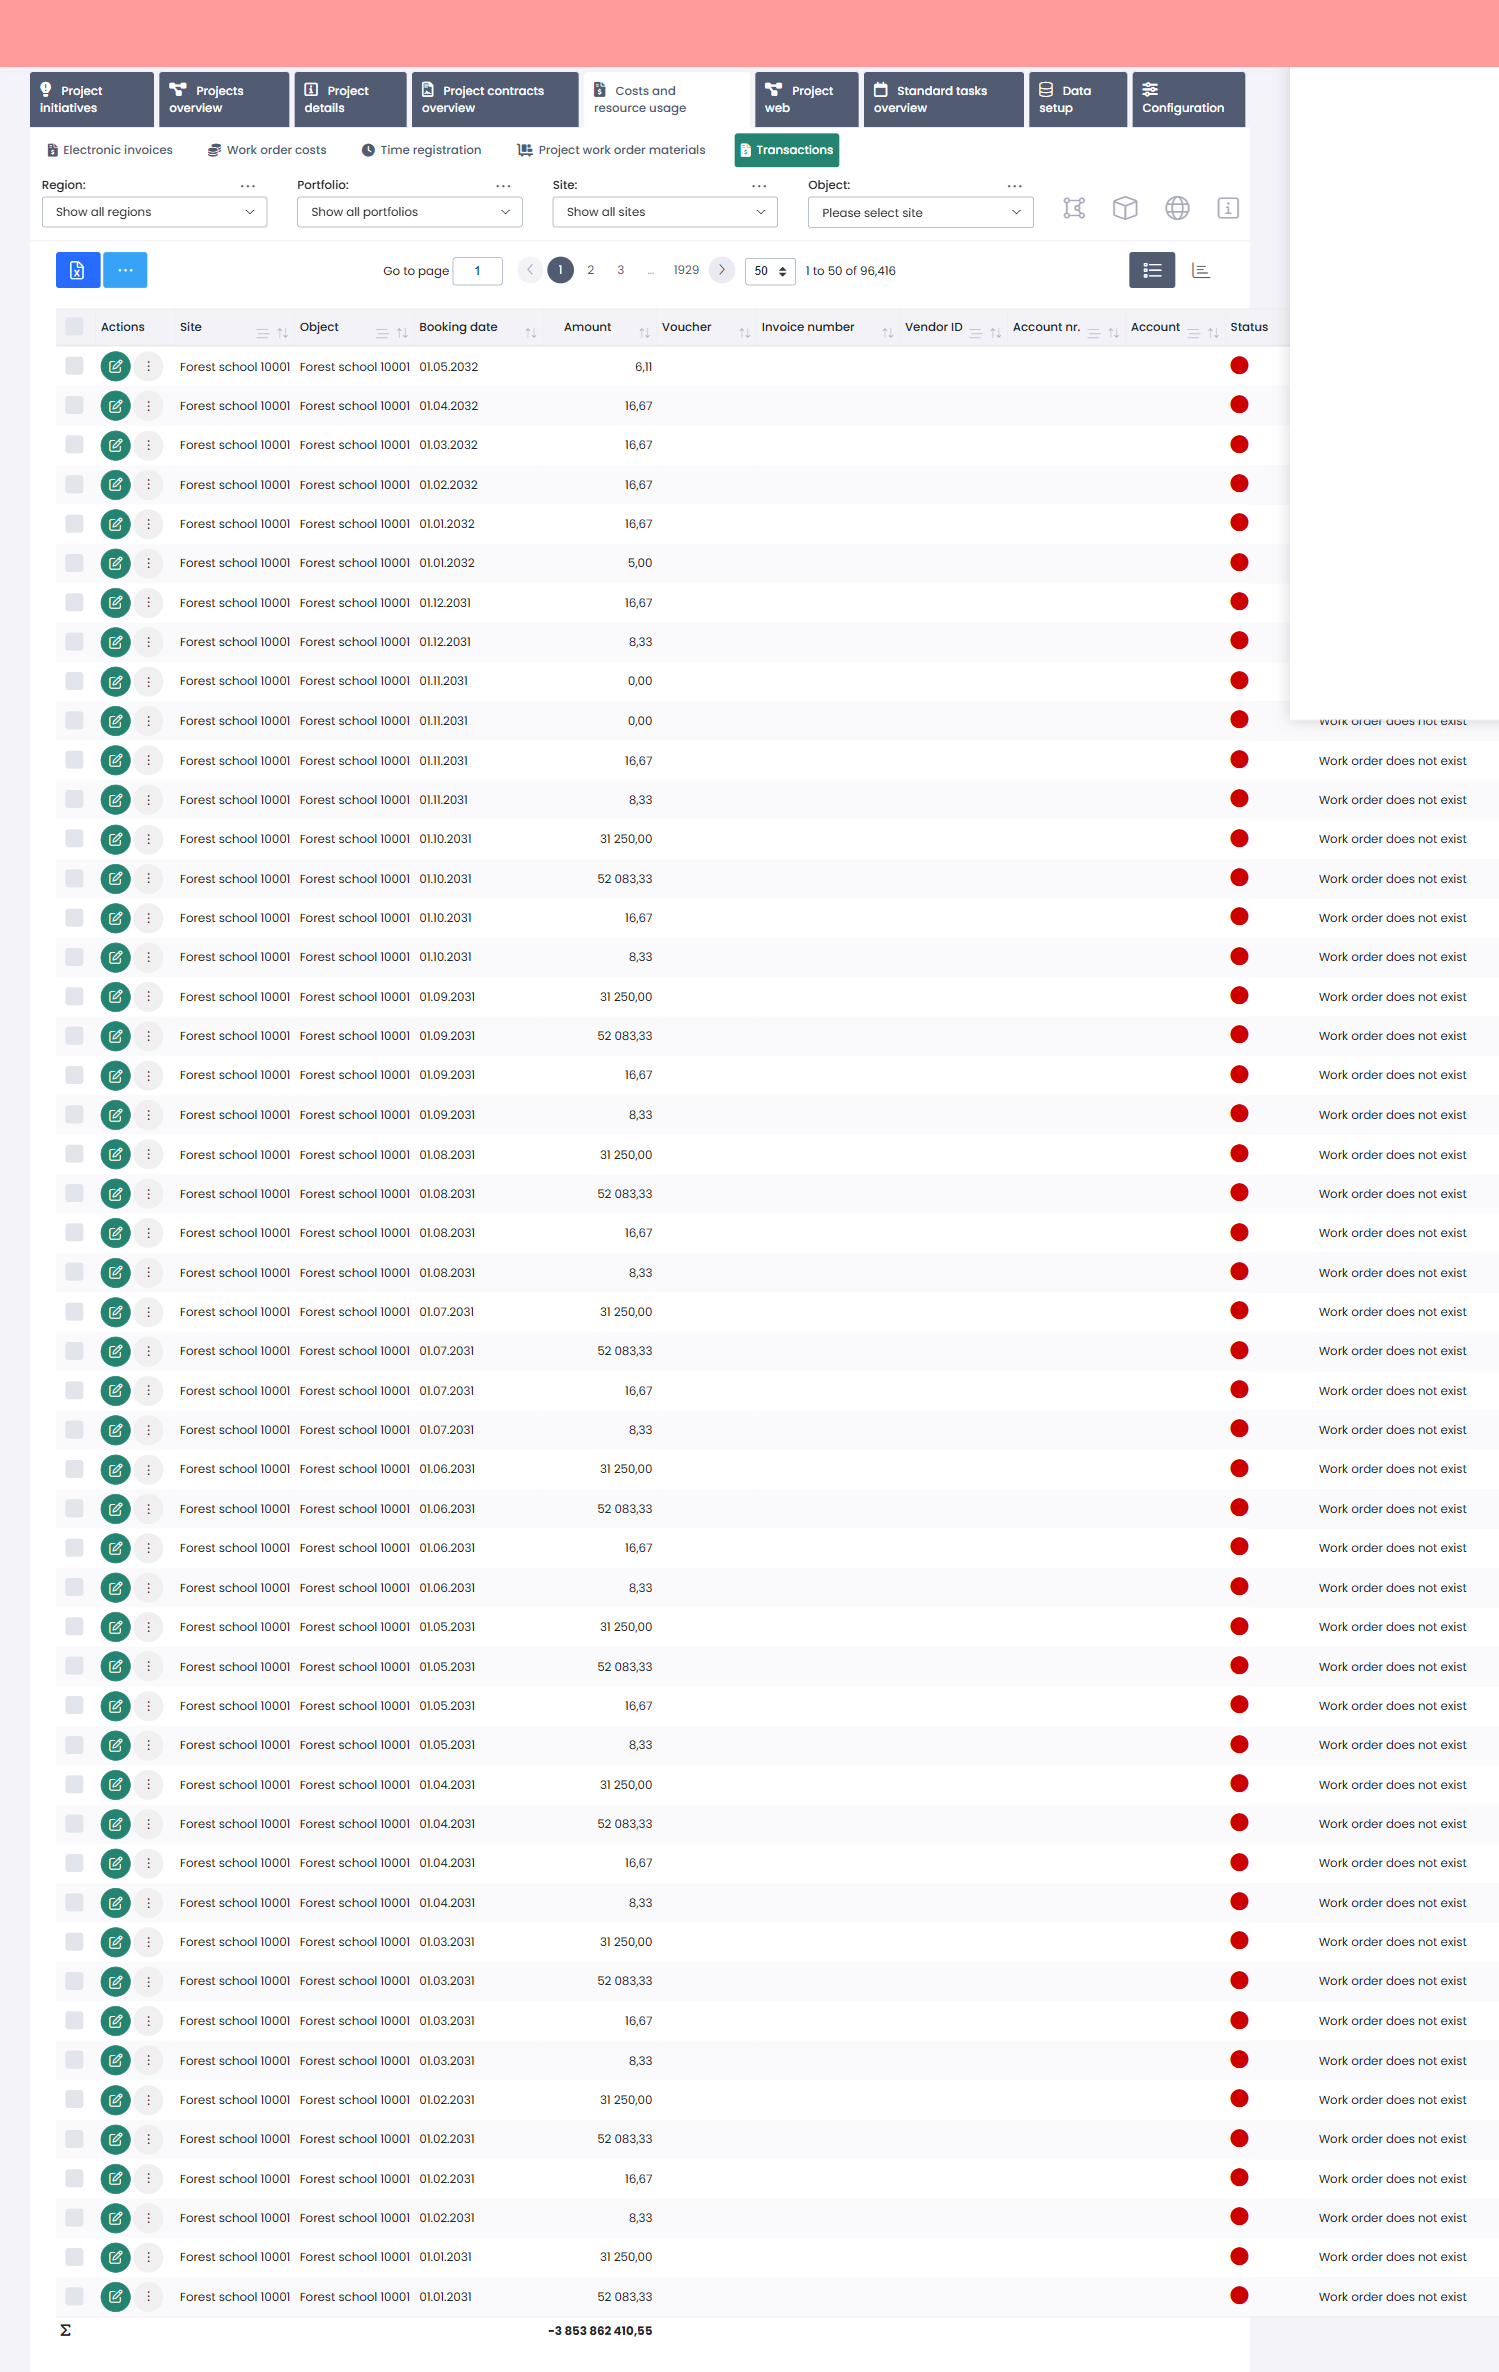 Project initiatives
Projects overview
Project details
Project contracts overview
Costs and resource usage
Project web
Standard tasks overview
Data setup
Configuration
Electronic invoices Work order costs Time registration Project work order materials Transactions
Region: ... Portfolio: ... Site: ... Object: ...
Show all regions Show all portfolios Show all sites Please select site
... Go to page 1 1 2 3 ... 1929 50 1 to 50 of 96,416
Actions Site Object Booking date Amount Voucher Invoice number Vendor ID Account nr. Account Status
Forest school 10001 Forest school 10001 01.05.2032 6,11
Forest school 10001 Forest school 10001 01.04.2032 16,67
Forest school 10001 Forest school 10001 01.03.2032 16,67
Forest school 10001 Forest school 10001 01.02.2032 16,67
Forest school 10001 Forest school 10001 01.01.2032 16,67
Forest school 10001 Forest school 10001 01.01.2032 5,00
Forest school 10001 Forest school 10001 01.12.2031 16,67
Forest school 10001 Forest school 10001 01.12.2031 8,33
Forest school 10001 Forest school 10001 01.11.2031 0,00
Forest school 10001 Forest school 10001 01.11.2031 0,00 Work order does not exist
Forest school 10001 Forest school 10001 01.11.2031 16,67 Work order does not exist
Forest school 10001 Forest school 10001 01.11.2031 8,33 Work order does not exist
Forest school 10001 Forest school 10001 01.10.2031 31 250,00 Work order does not exist
Forest school 10001 Forest school 10001 01.10.2031 52 083,33 Work order does not exist
Forest school 10001 Forest school 10001 01.10.2031 16,67 Work order does not exist
Forest school 10001 Forest school 10001 01.10.2031 8,33 Work order does not exist
Forest school 10001 Forest school 10001 01.09.2031 31 250,00 Work order does not exist
Forest school 10001 Forest school 10001 01.09.2031 52 083,33 Work order does not exist
Forest school 10001 Forest school 10001 01.09.2031 16,67 Work order does not exist
Forest school 10001 Forest school 10001 01.09.2031 8,33 Work order does not exist
Forest school 10001 Forest school 10001 01.08.2031 31 250,00 Work order does not exist
Forest school 10001 Forest school 10001 01.08.2031 52 083,33 Work order does not exist
Forest school 10001 Forest school 10001 01.08.2031 16,67 Work order does not exist
Forest school 10001 Forest school 10001 01.08.2031 8,33 Work order does not exist
Forest school 10001 Forest school 10001 01.07.2031 31 250,00 Work order does not exist
Forest school 10001 Forest school 10001 01.07.2031 52 083,33 Work order does not exist
Forest school 10001 Forest school 10001 01.07.2031 16,67 Work order does not exist
Forest school 10001 Forest school 10001 01.07.2031 8,33 Work order does not exist
Forest school 10001 Forest school 10001 01.06.2031 31 250,00 Work order does not exist
Forest school 10001 Forest school 10001 01.06.2031 52 083,33 Work order does not exist
Forest school 10001 Forest school 10001 01.06.2031 16,67 Work order does not exist
Forest school 10001 Forest school 10001 01.06.2031 8,33 Work order does not exist
Forest school 10001 Forest school 10001 01.05.2031 31 250,00 Work order does not exist
Forest school 10001 Forest school 10001 01.05.2031 52 083,33 Work order does not exist
Forest school 10001 Forest school 10001 01.05.2031 16,67 Work order does not exist
Forest school 10001 Forest school 10001 01.05.2031 8,33 Work order does not exist
Forest school 10001 Forest school 10001 01.04.2031 31 250,00 Work order does not exist
Forest school 10001 Forest school 10001 01.04.2031 52 083,33 Work order does not exist
Forest school 10001 Forest school 10001 01.04.2031 16,67 Work order does not exist
Forest school 10001 Forest school 10001 01.04.2031 8,33 Work order does not exist
Forest school 10001 Forest school 10001 01.03.2031 31 250,00 Work order does not exist
Forest school 10001 Forest school 10001 01.03.2031 52 083,33 Work order does not exist
Forest school 10001 Forest school 10001 01.03.2031 16,67 Work order does not exist
Forest school 10001 Forest school 10001 01.03.2031 8,33 Work order does not exist
Forest school 10001 Forest school 10001 01.02.2031 31 250,00 Work order does not exist
Forest school 10001 Forest school 10001 01.02.2031 52 083,33 Work order does not exist
Forest school 10001 Forest school 10001 01.02.2031 16,67 Work order does not exist
Forest school 10001 Forest school 10001 01.02.2031 8,33 Work order does not exist
Forest school 10001 Forest school 10001 01.01.2031 31 250,00 Work order does not exist
Forest school 10001 Forest school 10001 01.01.2031 52 083,33 Work order does not exist
Σ -3 853 862 410,55